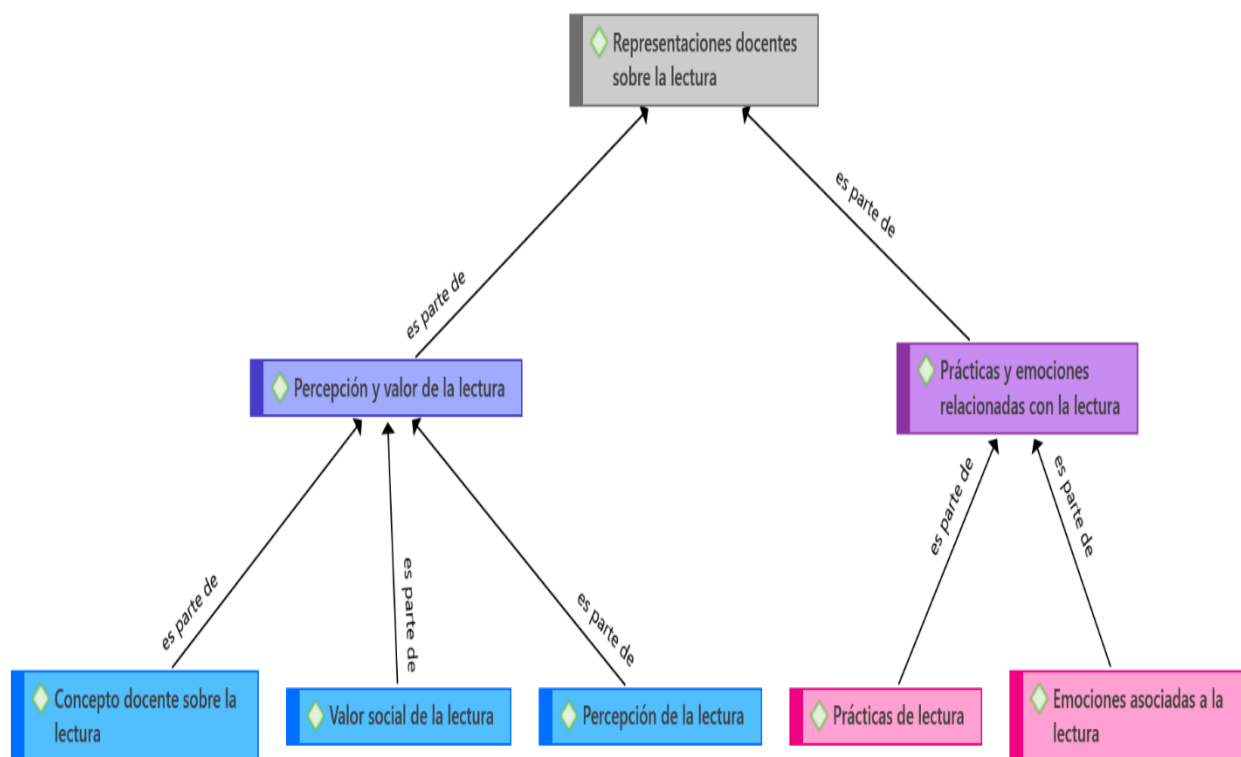 Representaciones docentes
sobre la lectura
es parte de
es parte de
Percepción y valor de la lectura
Prácticas y emociones
relacionadas con la lectura
es parte de
es parte de
es parte de
es parte de
es parte de
Concepto docente sobre la
lectura
Valor social de la lectura
Percepción de la lectura
Prácticas de lectura
Emociones asociadas a la
lectura